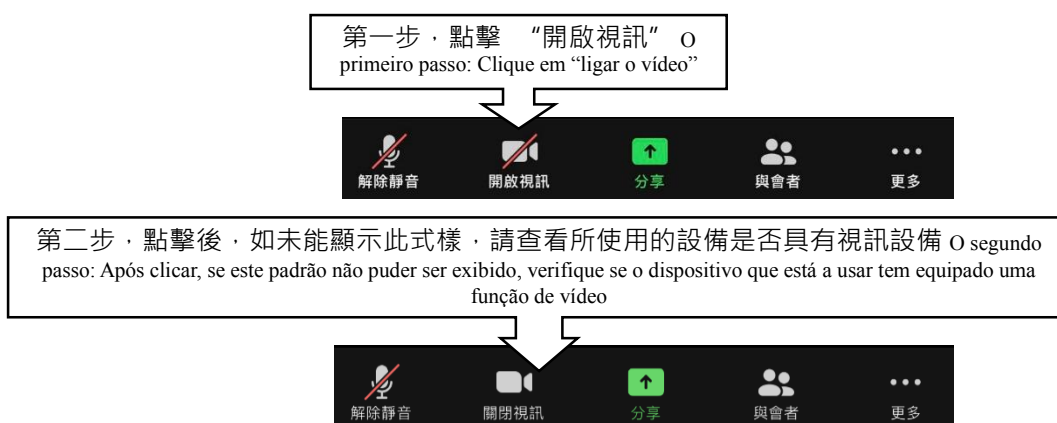 第一步，點擊 “開啟視訊” O
primeiro passo: Clique em “ligar o vídeo”
解除靜音 開啟視訊 分享 與會者 更多
第二步，點擊後，如未能顯示此式樣，請查看所使用的設備是否具有視訊設備 O segundo
passo: Após clicar, se este padrão não puder ser exibido, verifique se o dispositivo que está a usar tem equipado uma
função de vídeo
解除靜音 關閉視訊 分享 與會者 更多